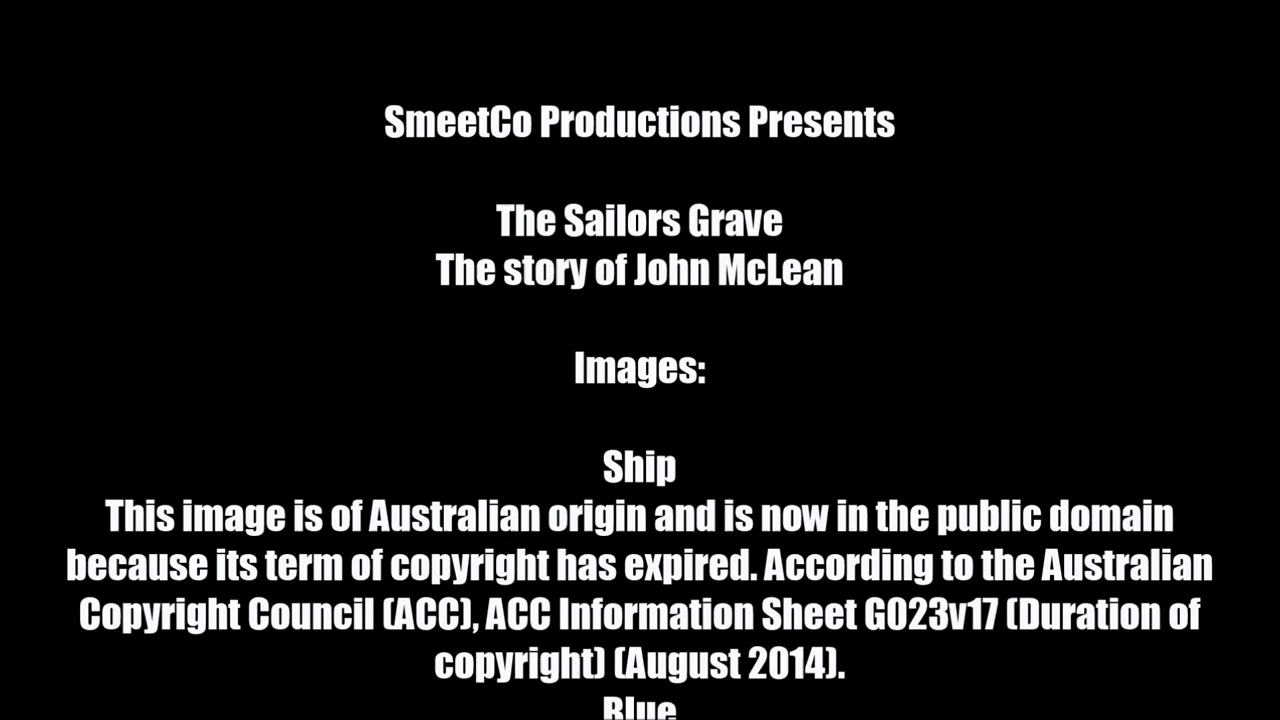 SmeetCo Productions Presents
The Sailors Grave
The story of John McLean
Images:
Ship
This image is of Australian origin and is now in the public domain
because its term of copyright has expired. According to the Australian
Copyright Council (ACC), ACC Information Sheet G023v17 (Duration of
copyright) (August 2014).
Blue